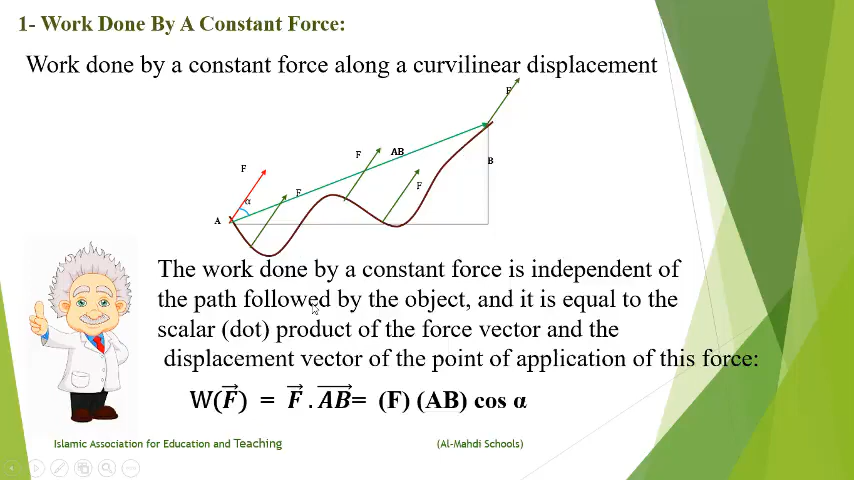 1- Work Done By A Constant Force:
Work done by a constant force along a curvilinear displacement
F
F
AB
B
F
F
F
α
A
The work done by a constant force is independent of
the path followed by the object, and it is equal to the
scalar (dot) product of the force vector and the
displacement vector of the point of application of this force:
W(F⃗) = F⃗ . A⃗B⃗= (F) (AB) cos α
Islamic Association for Education and Teaching (Al-Mahdi Schools)